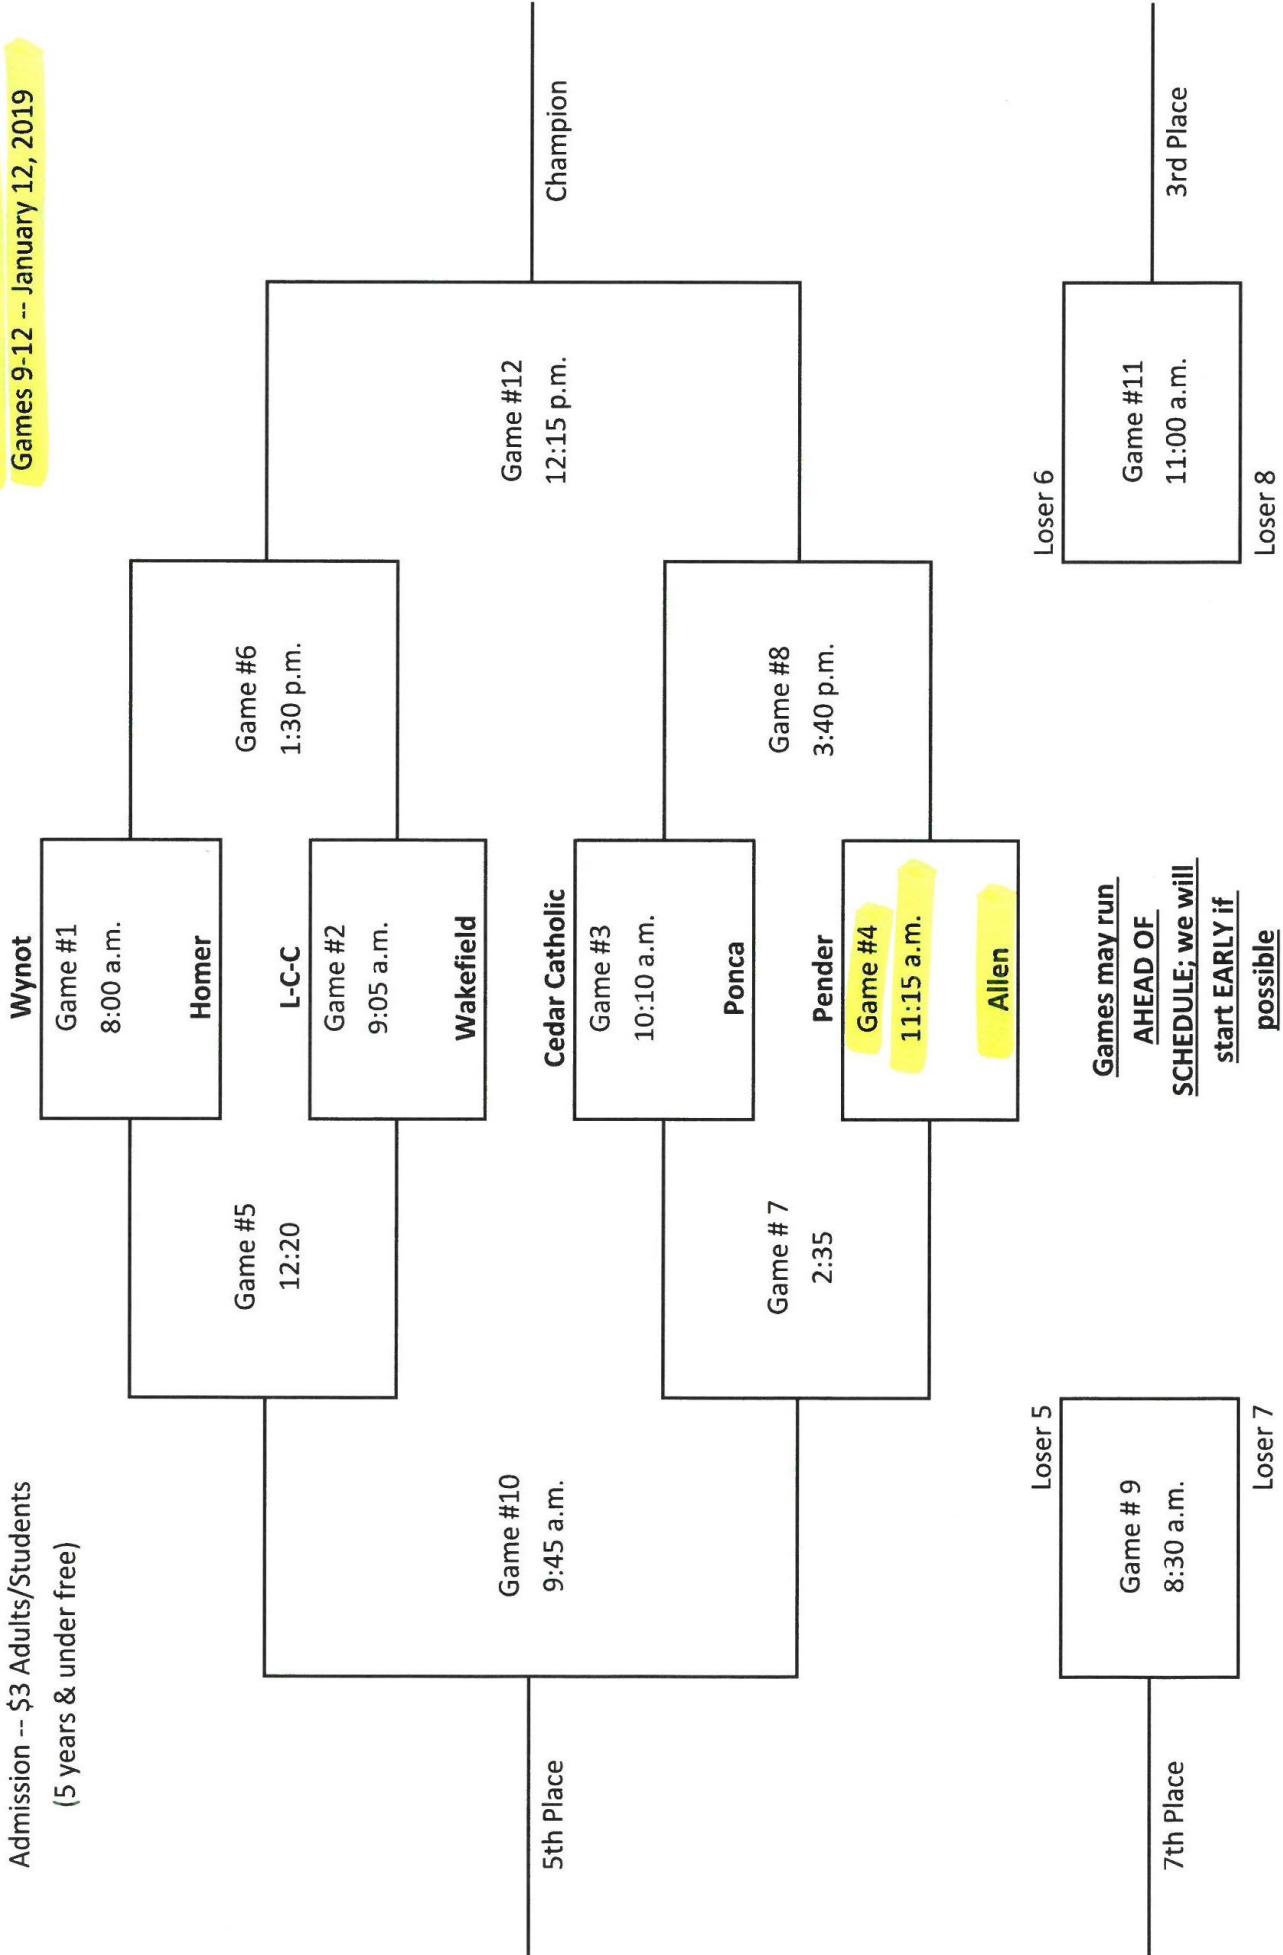 Admission -- $3 Adults/Students
(5 years & under free)
Games 9-12 -- January 12, 2019
Wynot
Game #1
8:00 a.m.
Homer
L-C-C
Game #2
9:05 a.m.
Wakefield
Cedar Catholic
Game #3
10:10 a.m.
Ponca
Pender
Game #4
11:15 a.m.
Allen
Game #5
12:20
Game #6
1:30 p.m.
Game # 7
2:35
Game #8
3:40 p.m.
Game #10
9:45 a.m.
5th Place
Game #12
12:15 p.m.
Champion
Loser 5
Game # 9
8:30 a.m.
Loser 7
7th Place
Games may run
AHEAD OF
SCHEDULE; we will
start EARLY if
possible
Loser 6
Game #11
11:00 a.m.
Loser 8
3rd Place